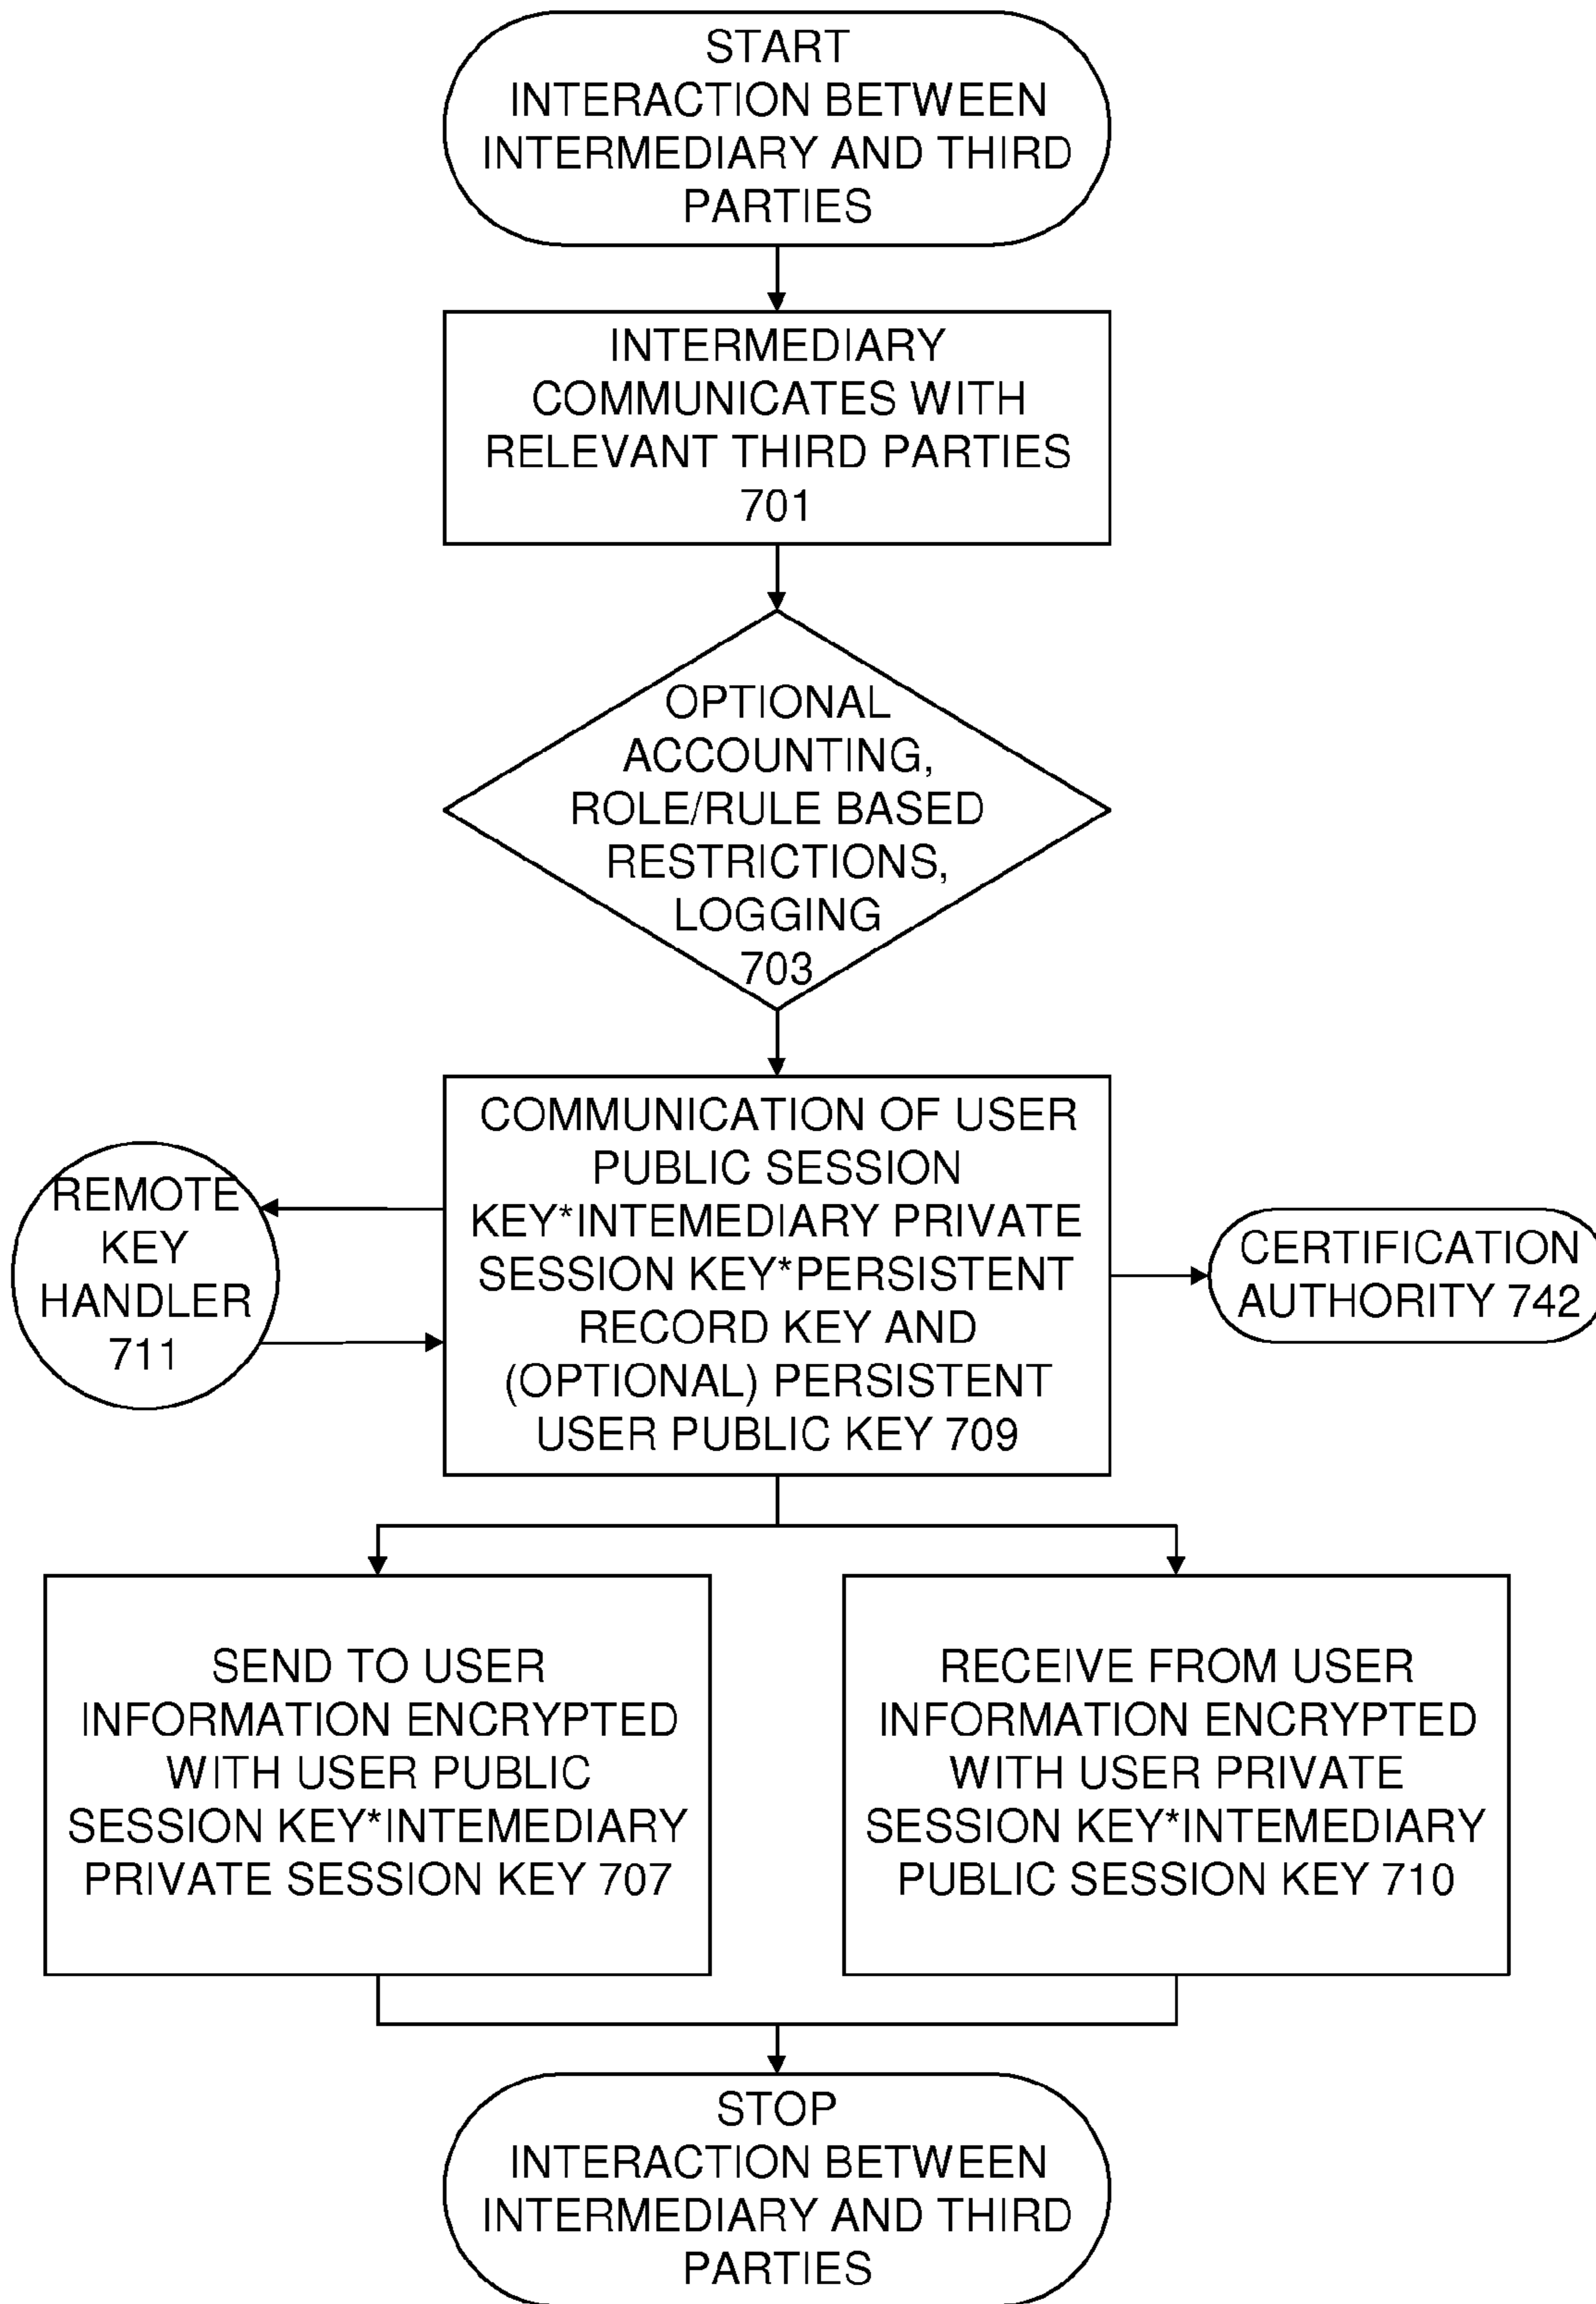 START
INTERACTION BETWEEN
INTERMEDIARY AND THIRD
PARTIES
INTERMEDIARY
COMMUNICATES WITH
RELEVANT THIRD PARTIES
701
OPTIONAL
ACCOUNTING,
ROLE/RULE BASED
RESTRICTIONS,
LOGGING
703
COMMUNICATION OF USER
PUBLIC SESSION
KEY*INTEMEDIARY PRIVATE
SESSION KEY*PERSISTENT
RECORD KEY AND
(OPTIONAL) PERSISTENT
USER PUBLIC KEY 709
REMOTE
KEY
HANDLER
711
CERTIFICATION
AUTHORITY 742
SEND TO USER
INFORMATION ENCRYPTED
WITH USER PUBLIC
SESSION KEY*INTEMEDIARY
PRIVATE SESSION KEY 707
RECEIVE FROM USER
INFORMATION ENCRYPTED
WITH USER PRIVATE
SESSION KEY*INTEMEDIARY
PUBLIC SESSION KEY 710
STOP
INTERACTION BETWEEN
INTERMEDIARY AND THIRD
PARTIES